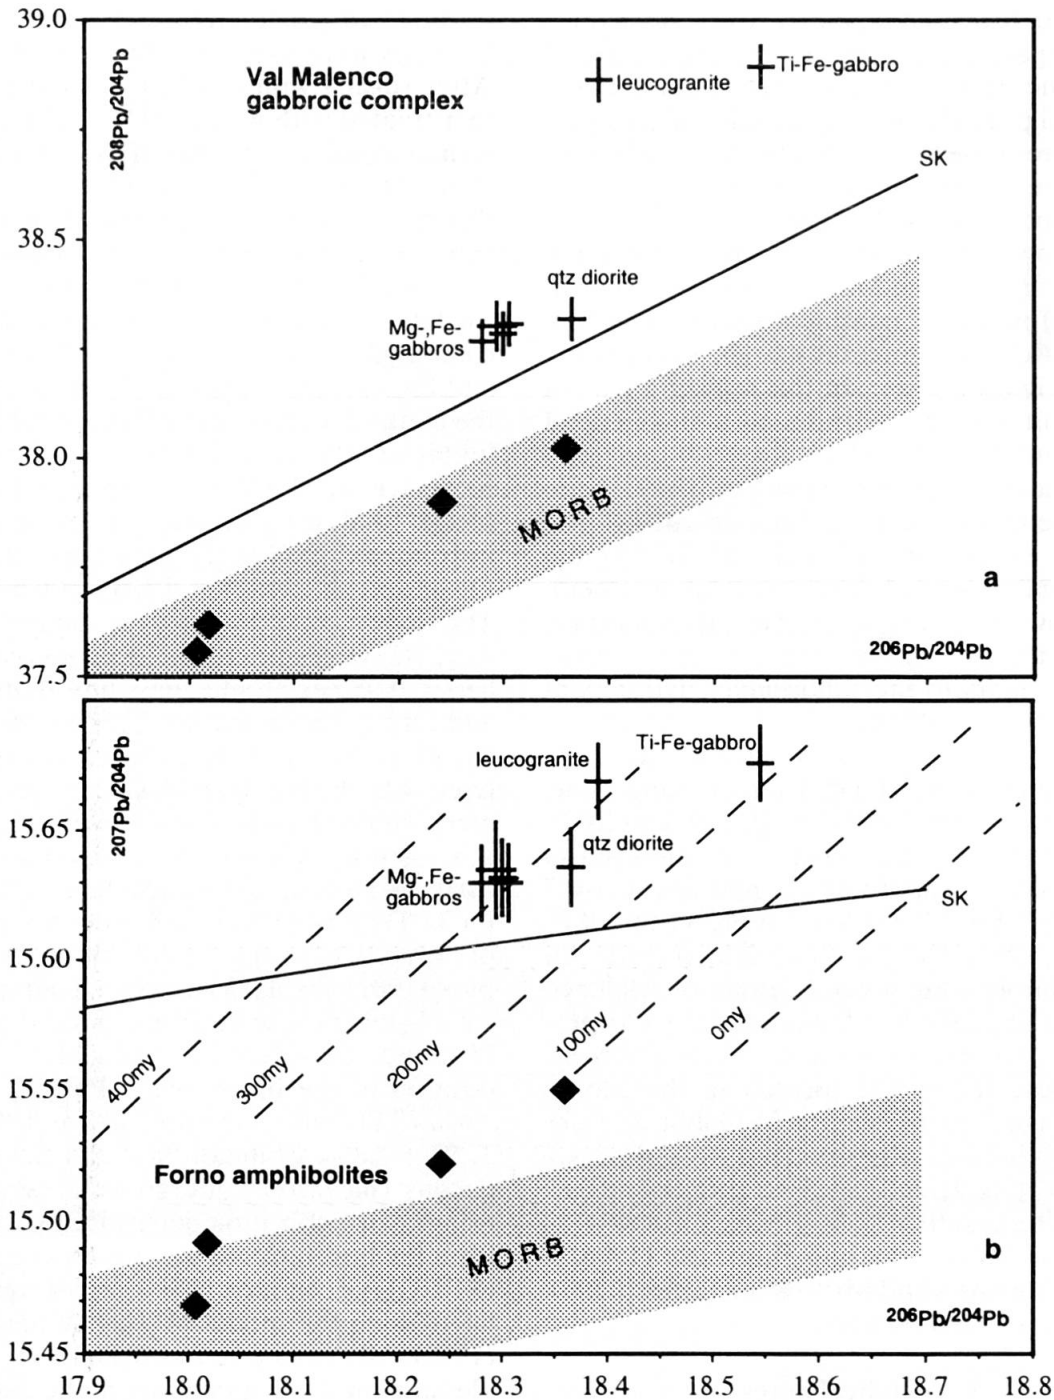 39.0
208Pb/204Pb
Val Malenco
gabbroic complex
leucogranite
Ti-Fe-gabbro
SK
38.5
qtz diorite
Mg-,Fe-
gabbros
38.0
MORB
a
206Pb/204Pb
37.5
207Pb/204Pb
leucogranite
Ti-Fe-gabbro
15.65
qtz diorite
Mg-,Fe-
gabbros
SK
15.60
400my
300my
200my
100my
0my
15.55
Forno amphibolites
15.50
MORB
b
206Pb/204Pb
15.45
17.9 18.0 18.1 18.2 18.3 18.4 18.5 18.6 18.7 18.8